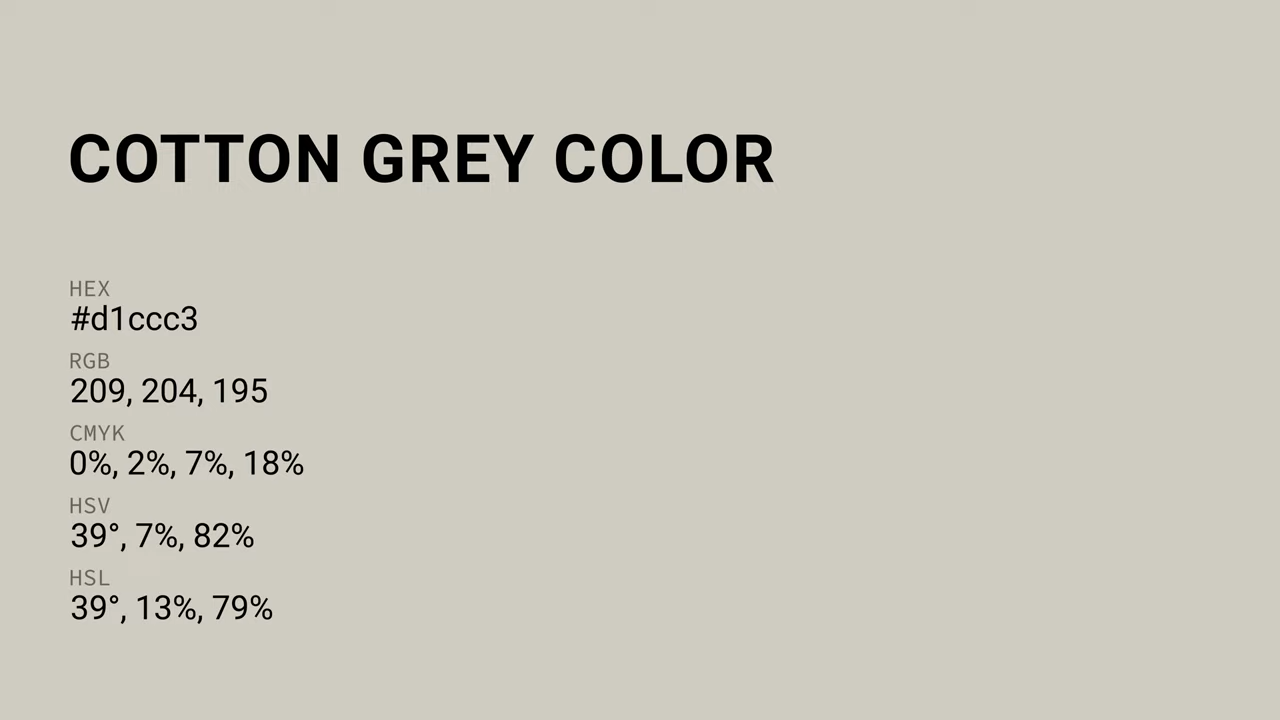 COTTON GREY COLOR
HEX
#d1ccc3
RGB
209, 204, 195
CMYK
0%, 2%, 7%, 18%
HSV
39°, 7%, 82%
HSL
39°, 13%, 79%